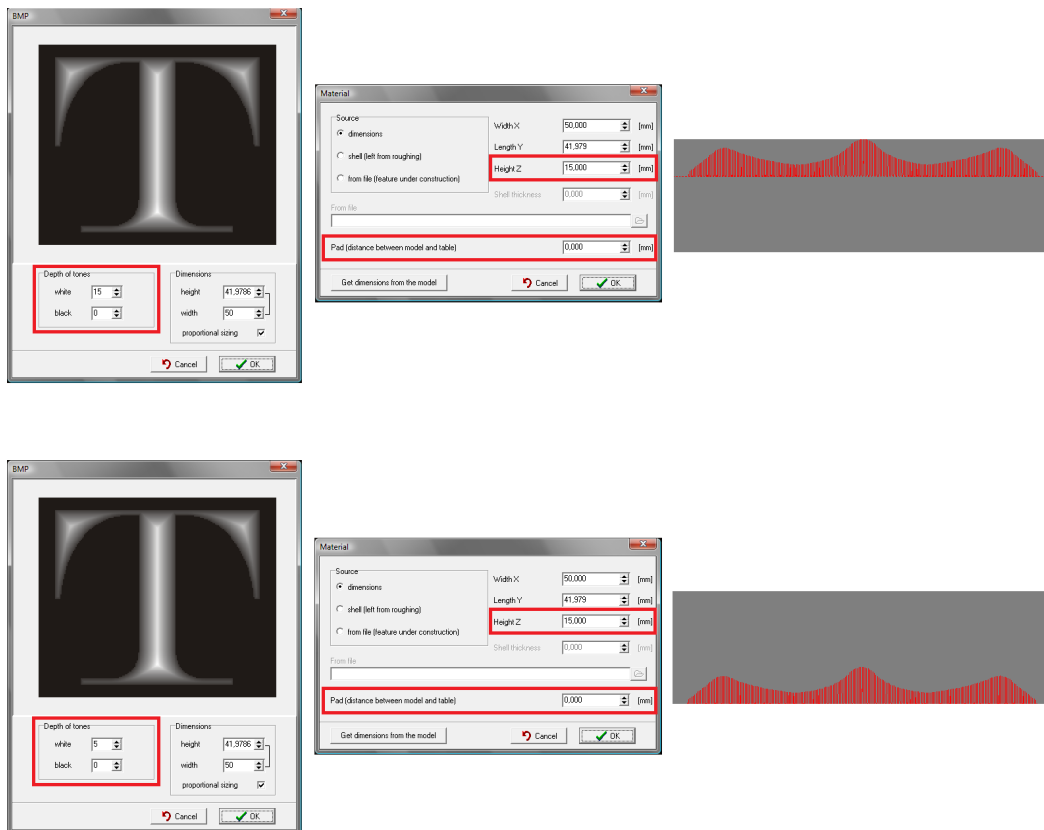 BMP
T
Depth of tones
white 15
black 0
Dimensions
height 41,9786
width 50
proportional sizing
Cancel OK
Material
Source
dimensions
shell (left from roughing)
from file (feature under construction)
Width X 50,000 [mm]
Length Y 41,979 [mm]
Height Z 15,000 [mm]
Shell thickness 0,000 [mm]
From file
Pad (distance between model and table) 0,000 [mm]
Get dimensions from the model Cancel OK
BMP
T
Depth of tones
white 5
black 0
Dimensions
height 41,9786
width 50
proportional sizing
Cancel OK
Material
Source
dimensions
shell (left from roughing)
from file (feature under construction)
Width X 50,000 [mm]
Length Y 41,979 [mm]
Height Z 15,000 [mm]
Shell thickness 0,000 [mm]
From file
Pad (distance between model and table) 0,000 [mm]
Get dimensions from the model Cancel OK